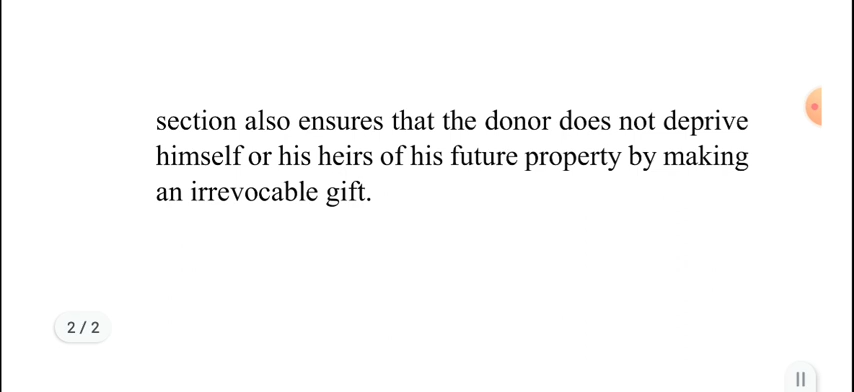 section also ensures that the donor does not deprive
himself or his heirs of his future property by making
an irrevocable gift.
2 / 2